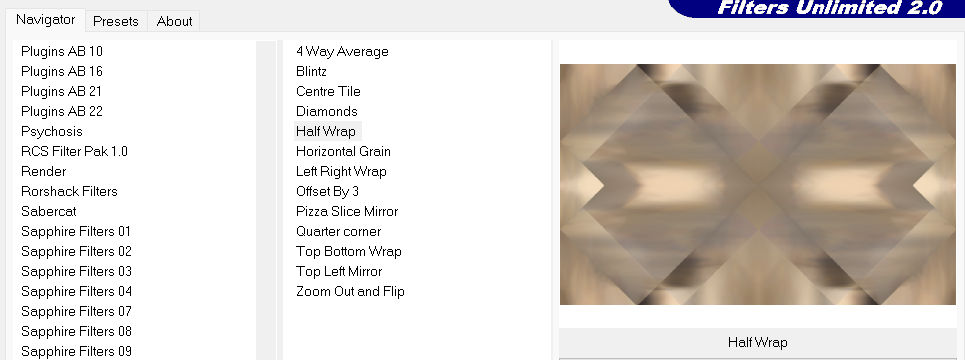 Filters Unlimited 2.0
Navigator
Presets
About
Plugins AB 10
Plugins AB 16
Plugins AB 21
Plugins AB 22
Psychosis
RCS Filter Pak 1.0
Render
Rorshack Filters
Sabercat
Sapphire Filters 01
Sapphire Filters 02
Sapphire Filters 03
Sapphire Filters 04
Sapphire Filters 07
Sapphire Filters 08
Sapphire Filters 09
4 Way Average
Blintz
Centre Tile
Diamonds
Half Wrap
Horizontal Grain
Left Right Wrap
Offset By 3
Pizza Slice Mirror
Quarter corner
Top Bottom Wrap
Top Left Mirror
Zoom Out and Flip
Half Wrap